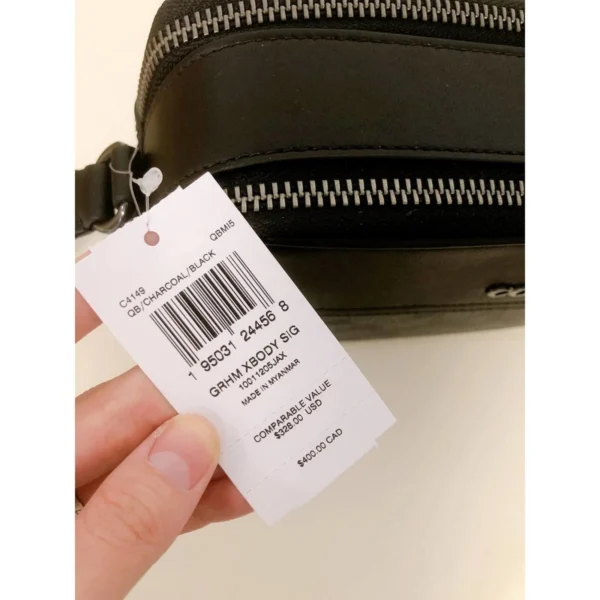 QBMI5
C4149
QB/CHARCOAL/BLACK
1 95031 24456 8
GRHM XBODY SIG
10011205JAX
MADE IN MYANMAR
COMPARABLE VALUE
$328.00 USD
$400.00 CAD